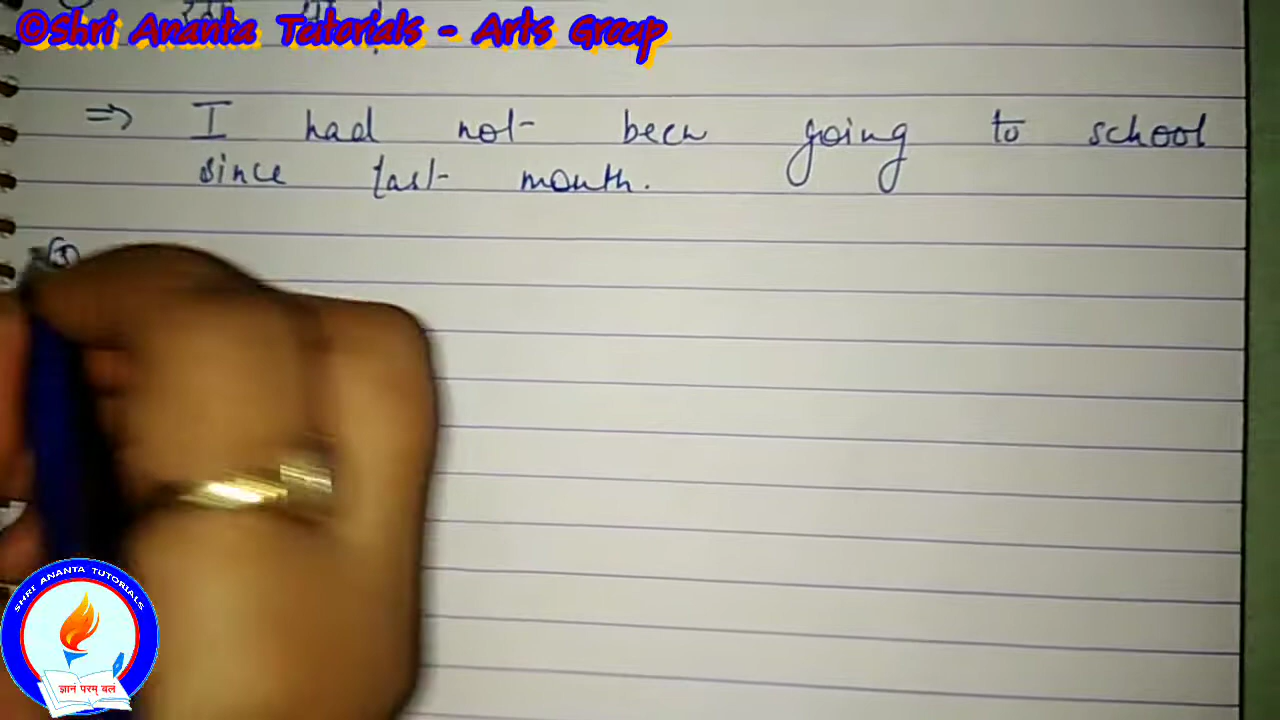 ©Shri Ananta Tutorials - Arts Group
⇒ I had not been going to school
since last month.
SHRI ANANTA TUTORIALS
ज्ञानं परमं बलं